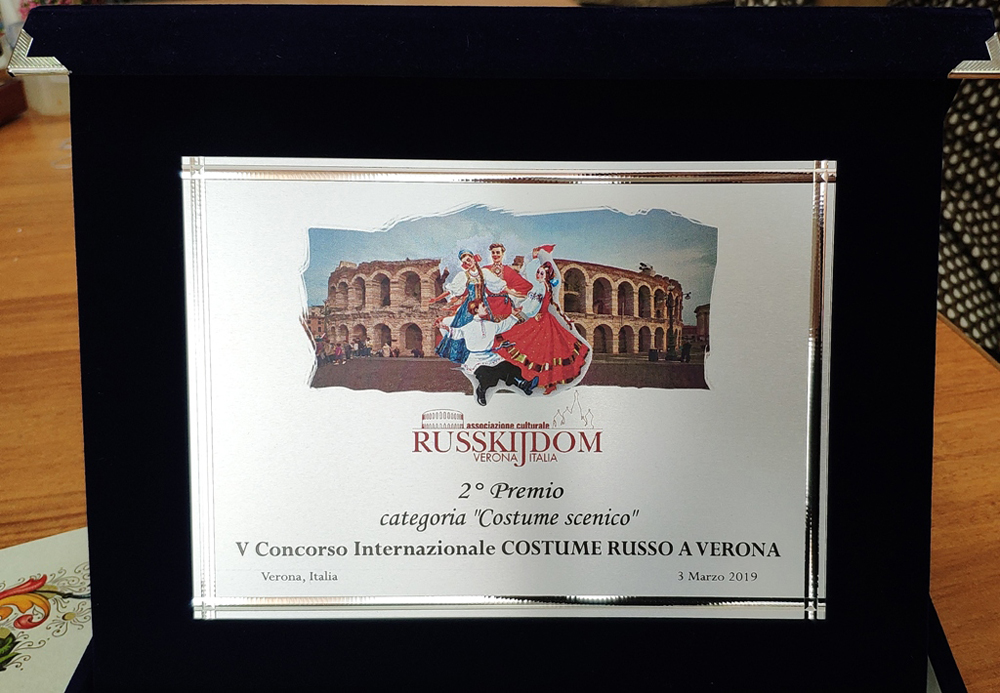 associazione culturale
RUSSKIJDOM
VERONA ITALIA
2° Premio
categoria "Costume scenico"
V Concorso Internazionale COSTUME RUSSO A VERONA
Verona, Italia
3 Marzo 2019